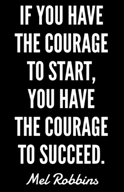 IF YOU HAVE
THE COURAGE
TO START,
YOU HAVE
THE COURAGE
TO SUCCEED.
Mel Robbins